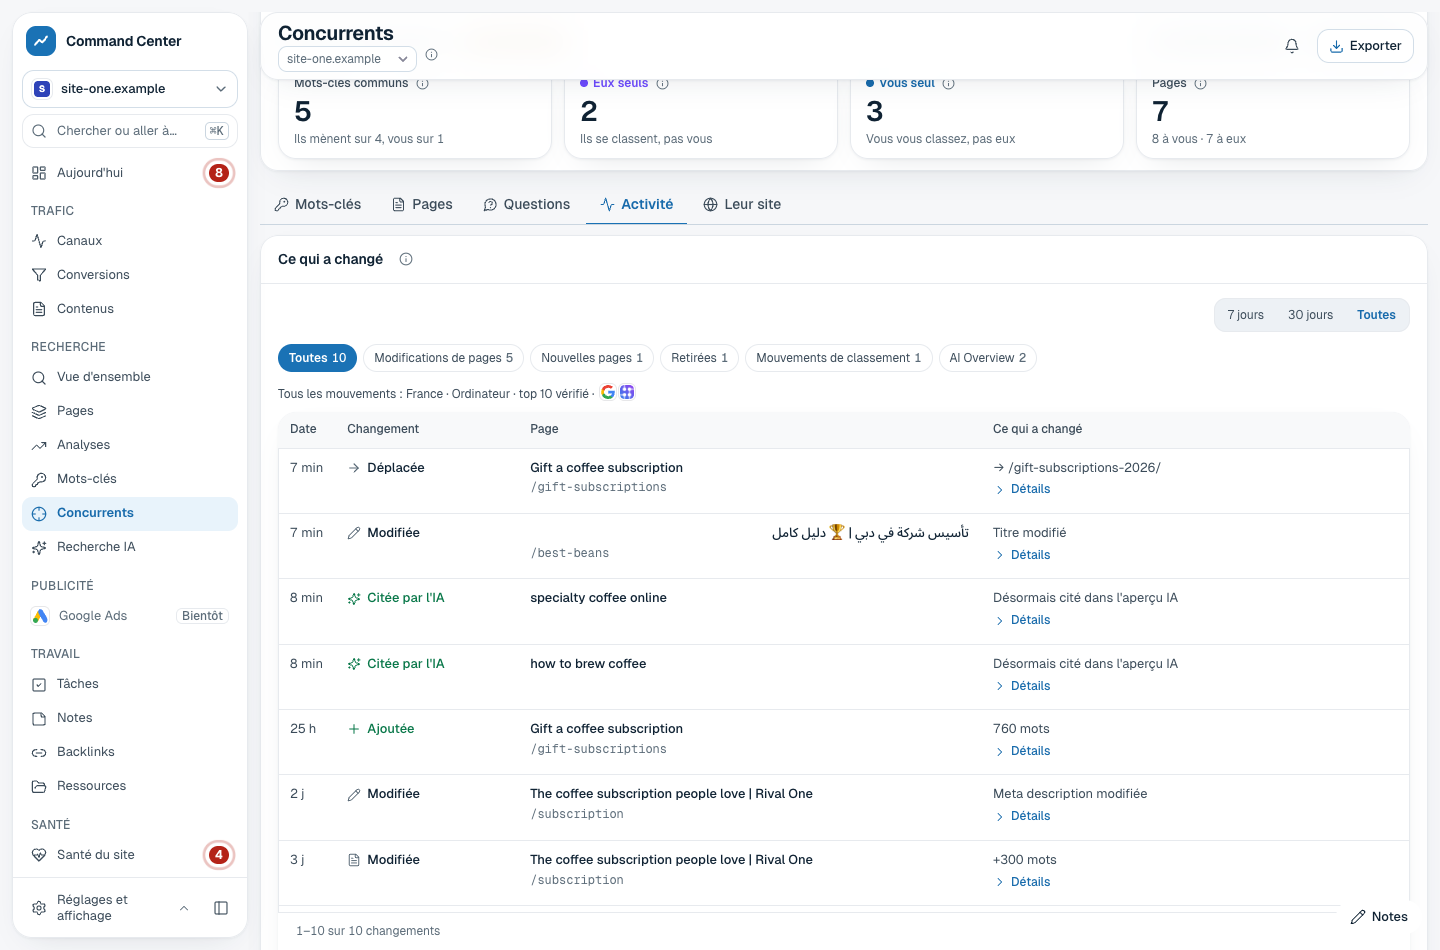 Command Center
S site-one.example
Chercher ou aller à... ⌘K
Aujourd'hui 8
TRAFIC
Canaux
Conversions
Contenus
RECHERCHE
Vue d'ensemble
Pages
Analyses
Mots-clés
Concurrents
Recherche IA
PUBLICITÉ
Google Ads Bientôt
TRAVAIL
Tâches
Notes
Backlinks
Ressources
SANTÉ
Santé du site 4
Réglages et
affichage
Concurrents
site-one.example
Exporter
Mots-clés communs
5
Ils mènent sur 4, vous sur 1
Eux seuls
2
Ils se classent, pas vous
Vous seul
3
Vous vous classez, pas eux
Pages
7
8 à vous · 7 à eux
Mots-clés Pages Questions Activité Leur site
Ce qui a changé
7 jours 30 jours Toutes
Toutes 10 Modifications de pages 5 Nouvelles pages 1 Retirées 1 Mouvements de classement 1 AI Overview 2
Tous les mouvements : France · Ordinateur · top 10 vérifié ·
Date Changement Page Ce qui a changé
7 min Déplacée Gift a coffee subscription → /gift-subscriptions-2026/
/gift-subscriptions Détails
7 min Modifiée تأسيس شركة في دبي | 🏆 دليل كامل Titre modifié
/best-beans Détails
8 min Citée par l'IA specialty coffee online Désormais cité dans l'aperçu IA
Détails
8 min Citée par l'IA how to brew coffee Désormais cité dans l'aperçu IA
Détails
25 h Ajoutée Gift a coffee subscription 760 mots
/gift-subscriptions Détails
2 j Modifiée The coffee subscription people love | Rival One Meta description modifiée
/subscription Détails
3 j Modifiée The coffee subscription people love | Rival One +300 mots
/subscription Détails
1–10 sur 10 changements
Notes